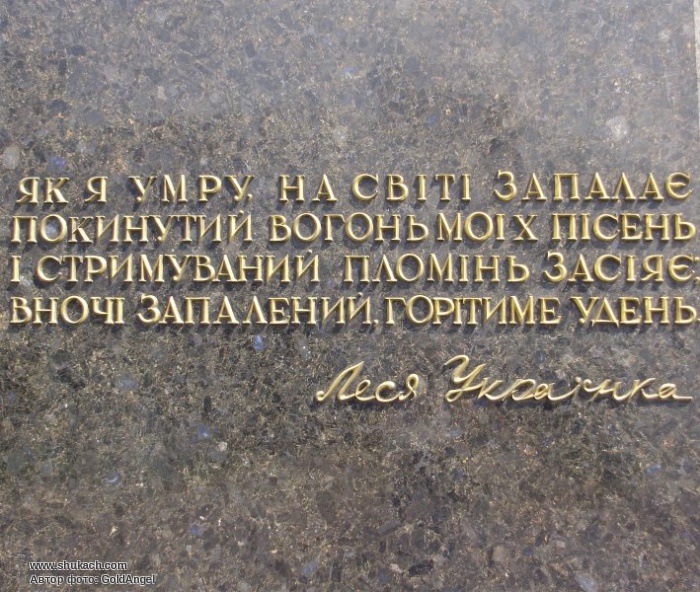 ЯК Я УМРУ, НА СВІТІ ЗАПАЛАЄ
ПОКИНУТИЙ ВОГОНЬ МОІХ ПІСЕНЬ
І СТРИМУВАНИЙ ПЛОМІНЬ ЗАСІЯЄ
ВНОЧІ ЗАПАЛЕНИЙ, ГОРІТИМЕ УДЕНЬ.
Леся Українка
www.shukach.com
Автор фото: GoldAngel